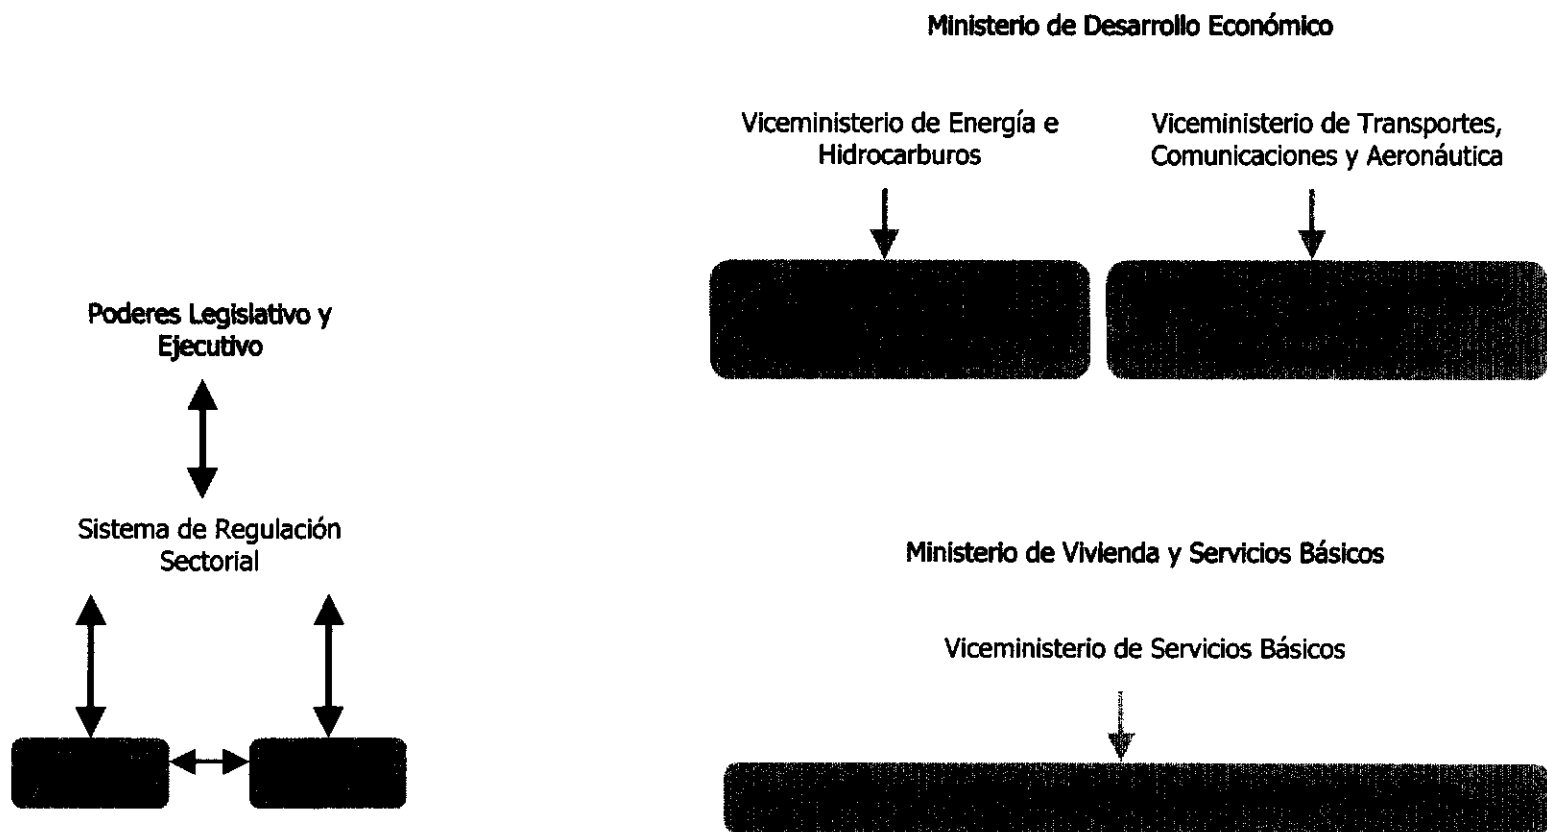 Ministerio de Desarrollo Económico
Viceministerio de Energía e
Hidrocarburos
Viceministerio de Transportes,
Comunicaciones y Aeronáutica
Poderes Legislativo y
Ejecutivo
Sistema de Regulación
Sectorial
Ministerio de Vivienda y Servicios Básicos
Viceministerio de Servicios Básicos